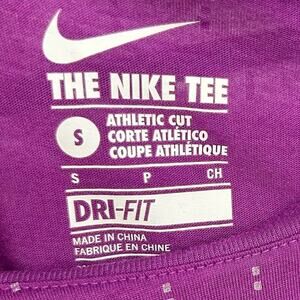 THE NIKE TEE
S
ATHLETIC CUT
CORTE ATLÉTICO
COUPE ATHLÉTIQUE
S P CH
DRI-FIT
MADE IN CHINA
FABRIQUÉ EN CHINE